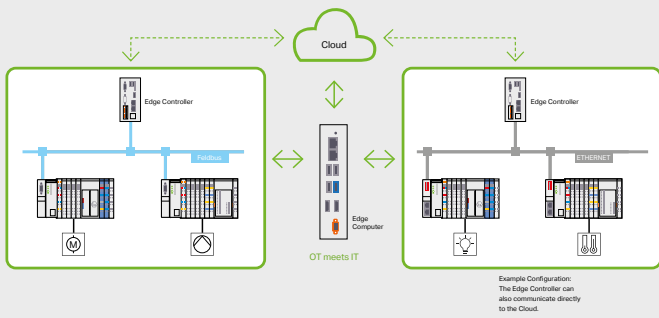 Cloud
Edge Controller
Edge Controller
Fieldbus
ETHERNET
M
Edge
Computer
OT meets IT
Example Configuration:
The Edge Controller can
also communicate directly
to the Cloud.